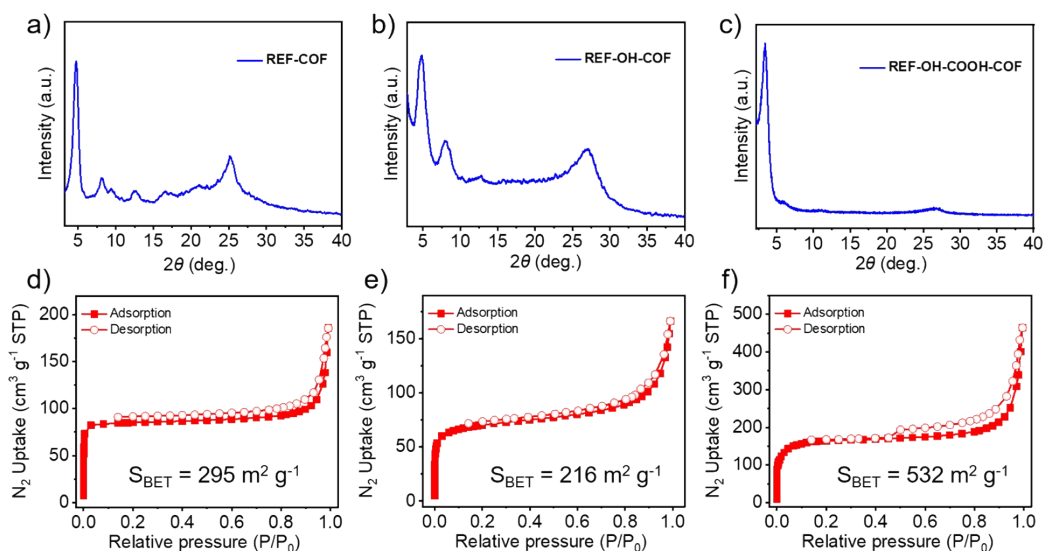 a)
Intensity (a.u.)
REF-COF
5 10 15 20 25 30 35 40
2θ (deg.)
b)
Intensity (a.u.)
REF-OH-COF
5 10 15 20 25 30 35 40
2θ (deg.)
c)
Intensity (a.u.)
REF-OH-COOH-COF
5 10 15 20 25 30 35 40
2θ (deg.)
d)
N₂ Uptake (cm³ g⁻¹ STP)
200
150
100
50
0
Adsorption
Desorption
S_BET = 295 m² g⁻¹
0.0 0.2 0.4 0.6 0.8 1.0
Relative pressure (P/P₀)
e)
N₂ Uptake (cm³ g⁻¹ STP)
150
100
50
0
Adsorption
Desorption
S_BET = 216 m² g⁻¹
0.0 0.2 0.4 0.6 0.8 1.0
Relative pressure (P/P₀)
f)
N₂ Uptake (cm³ g⁻¹ STP)
500
400
300
200
100
0
Adsorption
Desorption
S_BET = 532 m² g⁻¹
0.0 0.2 0.4 0.6 0.8 1.0
Relative pressure (P/P₀)